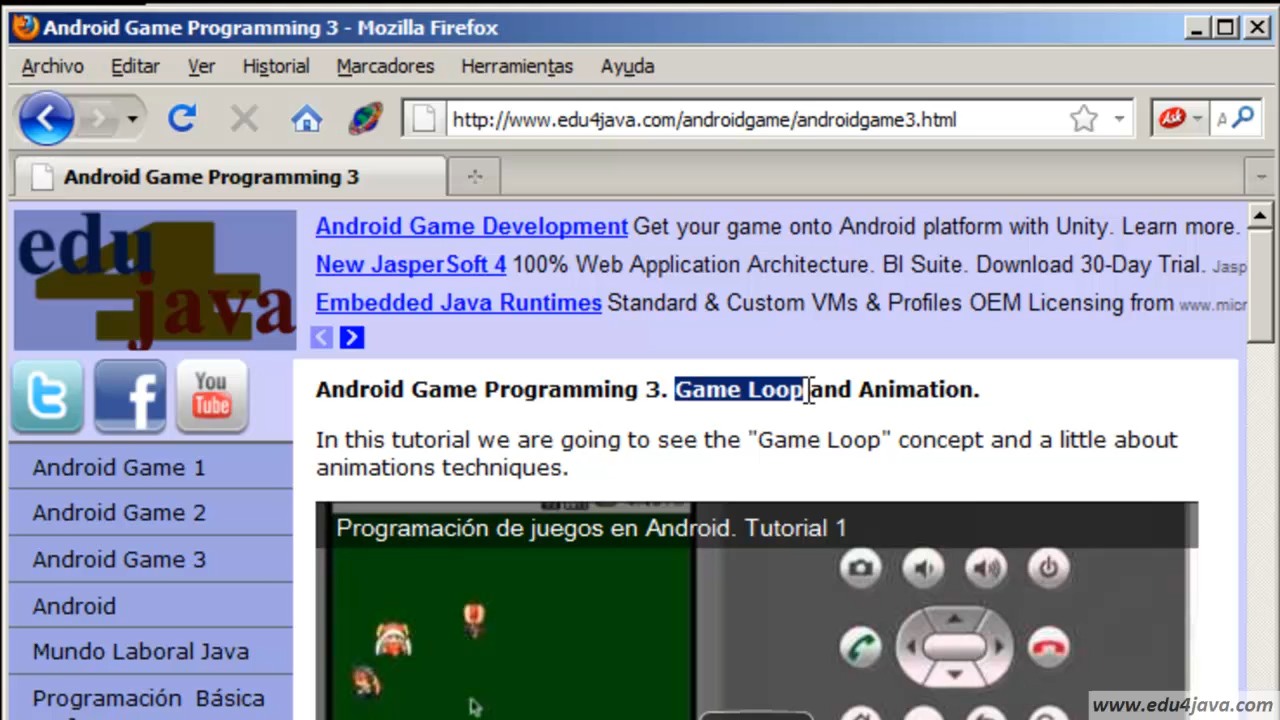 Android Game Programming 3 - Mozilla Firefox
Archivo Editar Ver Historial Marcadores Herramientas Ayuda
http://www.edu4java.com/androidgame/androidgame3.html
Ask A
Android Game Programming 3
edu 4 java
Android Game Development Get your game onto Android platform with Unity. Learn more.
New JasperSoft 4 100% Web Application Architecture. BI Suite. Download 30-Day Trial. Jasp
Embedded Java Runtimes Standard & Custom VMs & Profiles OEM Licensing from www.micr
You
Tube
Android Game Programming 3. Game Loop and Animation.
In this tutorial we are going to see the "Game Loop" concept and a little about
animations techniques.
Android Game 1
Android Game 2
Android Game 3
Android
Mundo Laboral Java
Programación Básica
Programación de juegos en Android. Tutorial 1
www.edu4java.com